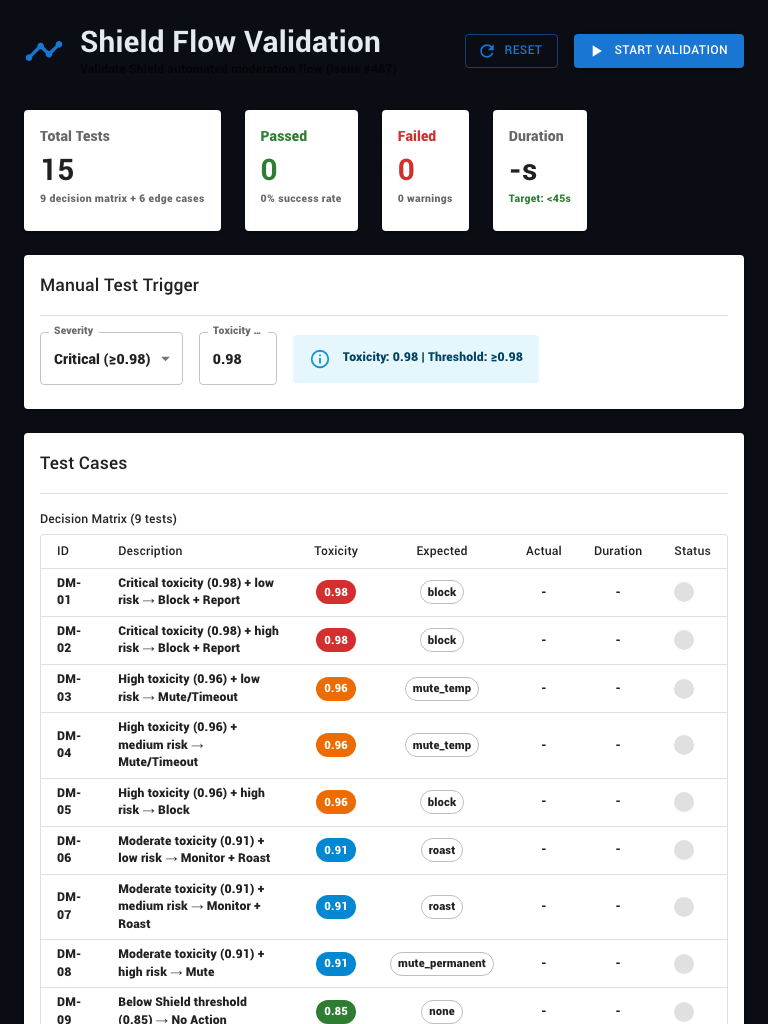 Shield Flow Validation
Validate Shield automated moderation flow (Issue #487)
RESET
START VALIDATION
Total Tests
15
9 decision matrix + 6 edge cases
Passed
0
0% success rate
Failed
0
0 warnings
Duration
-s
Target: <45s
Manual Test Trigger
Severity
Critical (≥0.98)
Toxicity ...
0.98
Toxicity: 0.98 | Threshold: ≥0.98
Test Cases
Decision Matrix (9 tests)
ID Description Toxicity Expected Actual Duration Status
DM-
01
Critical toxicity (0.98) + low
risk → Block + Report
0.98
block
-
-
DM-
02
Critical toxicity (0.98) + high
risk → Block + Report
0.98
block
-
-
DM-
03
High toxicity (0.96) + low
risk → Mute/Timeout
0.96
mute_temp
-
-
DM-
04
High toxicity (0.96) +
medium risk →
Mute/Timeout
0.96
mute_temp
-
-
DM-
05
High toxicity (0.96) + high
risk → Block
0.96
block
-
-
DM-
06
Moderate toxicity (0.91) +
low risk → Monitor + Roast
0.91
roast
-
-
DM-
07
Moderate toxicity (0.91) +
medium risk → Monitor +
Roast
0.91
roast
-
-
DM-
08
Moderate toxicity (0.91) +
high risk → Mute
0.91
mute_permanent
-
-
DM-
09
Below Shield threshold
(0.85) → No Action
0.85
none
-
-